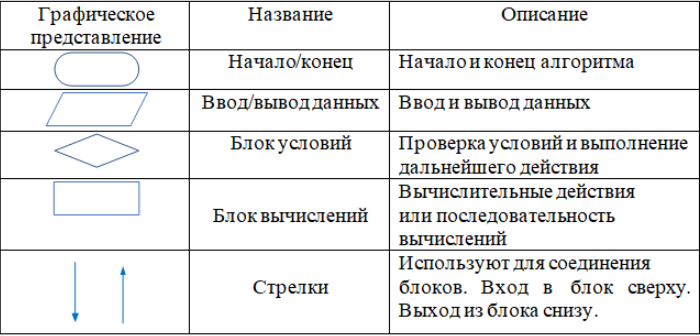 Графическое
представление
Название
Описание
Начало/конец
Начало и конец алгоритма
Ввод/вывод данных
Ввод и вывод данных
Блок условий
Проверка условий и выполнение
дальнейшего действия
Блок вычислений
Вычислительные действия
или последовательность
вычислений
Стрелки
Используют для соединения
блоков. Вход в блок сверху.
Выход из блока снизу.